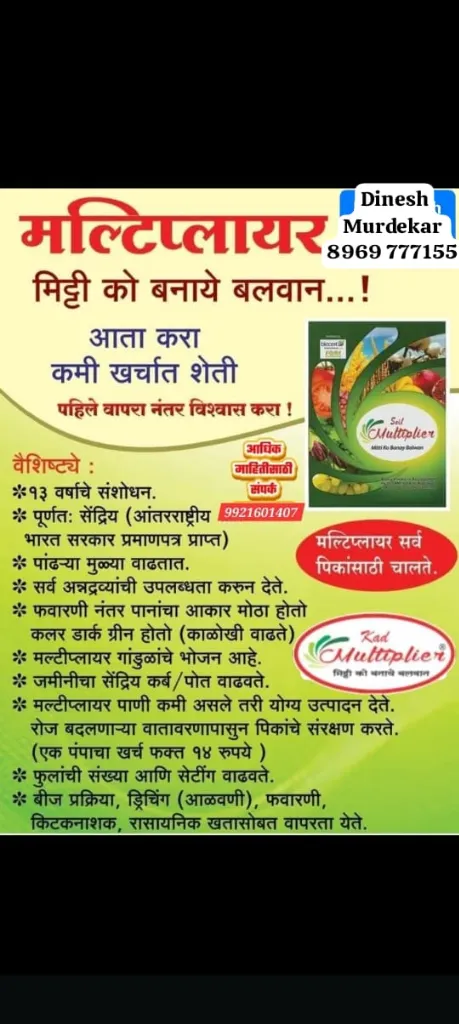 Dinesh
Murdekar
8969 777155
मल्टिप्लायर
मिट्टी को बनाये बलवान...!
आता करा
कमी खर्चात शेती
पहिले वापरा नंतर विश्वास करा !
Soil
Multiplier
Mitti Ko Banay Balwan
आधिक
माहितीसाठी
संपर्क
9921601407
वैशिष्ट्ये :
१३ वर्षाचे संशोधन.
पूर्णतः सेंद्रिय (आंतरराष्ट्रीय
भारत सरकार प्रमाणपत्र प्राप्त)
पांढऱ्या मुळ्या वाढतात.
सर्व अन्नद्रव्यांची उपलब्धता करुन देते.
फवारणी नंतर पानांचा आकार मोठा होतो
कलर डार्क ग्रीन होतो (काळोखी वाढते)
मल्टीप्लायर गांडुळांचे भोजन आहे.
जमीनीचा सेंद्रिय कर्ब/पोत वाढवते.
मल्टीप्लायर पाणी कमी असले तरी योग्य उत्पादन देते.
रोज बदलणाऱ्या वातावरणापासुन पिकांचे संरक्षण करते.
(एक पंपाचा खर्च फक्त १४ रुपये )
फुलांची संख्या आणि सेटींग वाढवते.
बीज प्रक्रिया, ड्रिचिंग (आळवणी), फवारणी,
किटकनाशक, रासायनिक खतासोबत वापरता येते.
मल्टिप्लायर सर्व
पिकांसाठी चालते.
Kad
Multiplier®
मिट्टी को बनाये बलवान